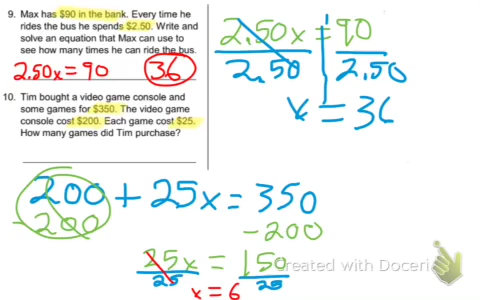 9. Max has $90 in the bank. Every time he
rides the bus he spends $2.50. Write and
solve an equation that Max can use to
see how many times he can ride the bus.
2.50x = 90 36
10. Tim bought a video game console and
some games for $350. The video game
console cost $200. Each game cost $25.
How many games did Tim purchase?
2.50x = 90
2.50 2.50
x = 36
200 + 25x = 350
-200 -200
25x = 150
25 25
x = 6
Created with Doceri